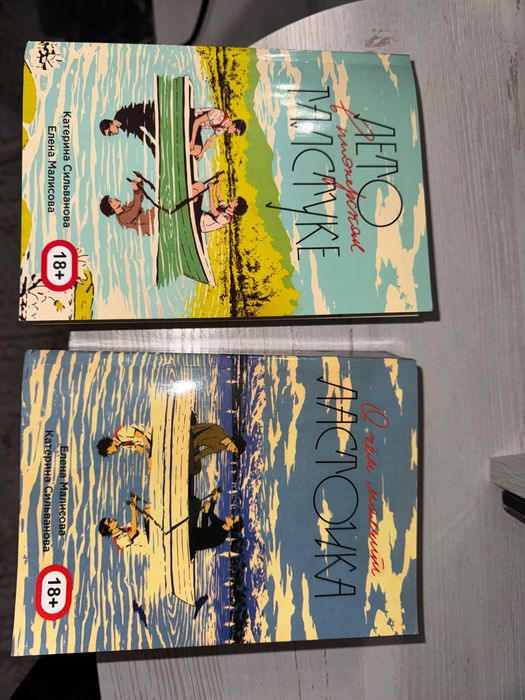 ЛЕТО
в пионерском
ГАЛСТУКЕ
Катерина Сильванова
Елена Малисова
18+
О чём молчит
ЛАСТОЧКА
Елена Малисова
Катерина Сильванова
18+